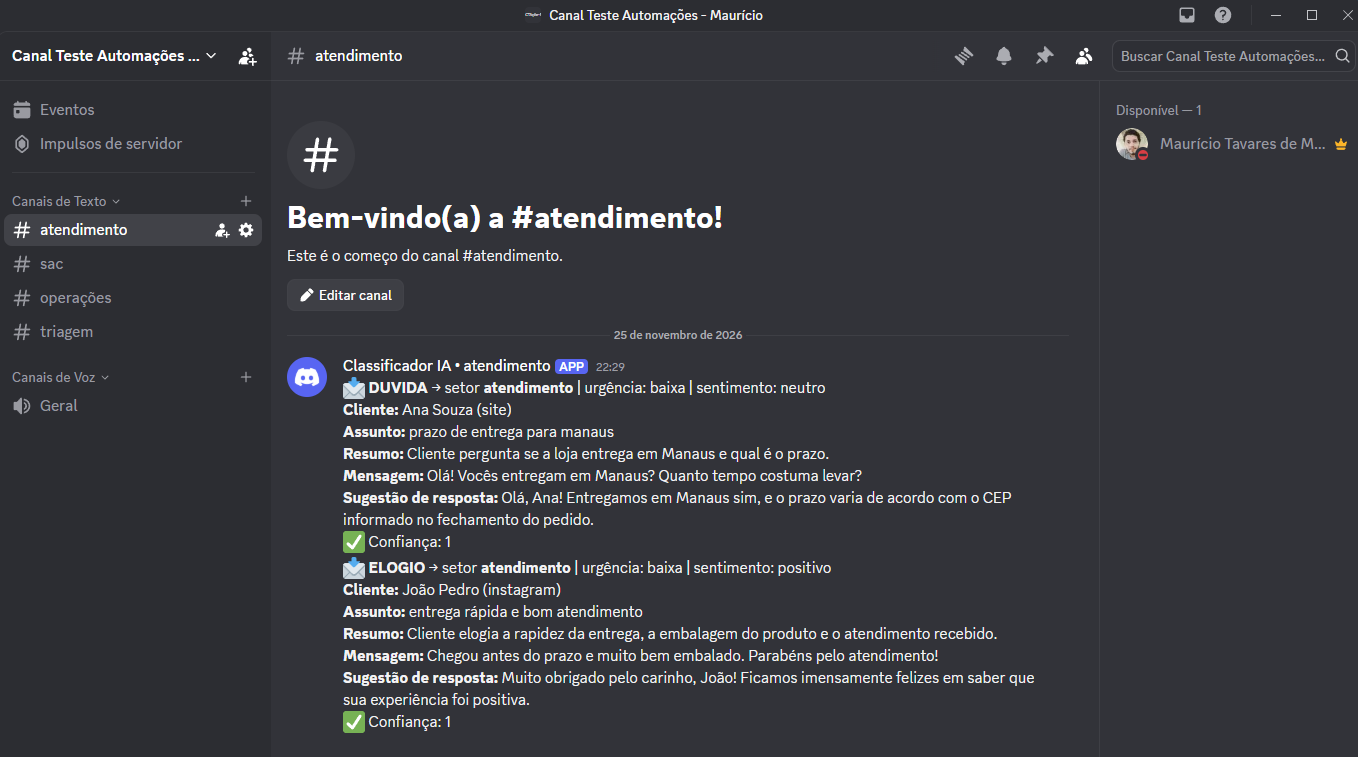 Canal Teste Automações - Maurício
Canal Teste Automações ...
atendimento
Buscar Canal Teste Automações...
Eventos
Impulsos de servidor
Canais de Texto
atendimento
sac
operações
triagem
Canais de Voz
Geral
Bem-vindo(a) a #atendimento!
Este é o começo do canal #atendimento.
Editar canal
25 de novembro de 2026
Classificador IA • atendimento APP 22:29
DUVIDA → setor atendimento | urgência: baixa | sentimento: neutro
Cliente: Ana Souza (site)
Assunto: prazo de entrega para manaus
Resumo: Cliente pergunta se a loja entrega em Manaus e qual é o prazo.
Mensagem: Olá! Vocês entregam em Manaus? Quanto tempo costuma levar?
Sugestão de resposta: Olá, Ana! Entregamos em Manaus sim, e o prazo varia de acordo com o CEP
informado no fechamento do pedido.
✅ Confiança: 1
ELOGIO → setor atendimento | urgência: baixa | sentimento: positivo
Cliente: João Pedro (instagram)
Assunto: entrega rápida e bom atendimento
Resumo: Cliente elogia a rapidez da entrega, a embalagem do produto e o atendimento recebido.
Mensagem: Chegou antes do prazo e muito bem embalado. Parabéns pelo atendimento!
Sugestão de resposta: Muito obrigado pelo carinho, João! Ficamos imensamente felizes em saber que
sua experiência foi positiva.
✅ Confiança: 1
Disponível — 1
Maurício Tavares de M...